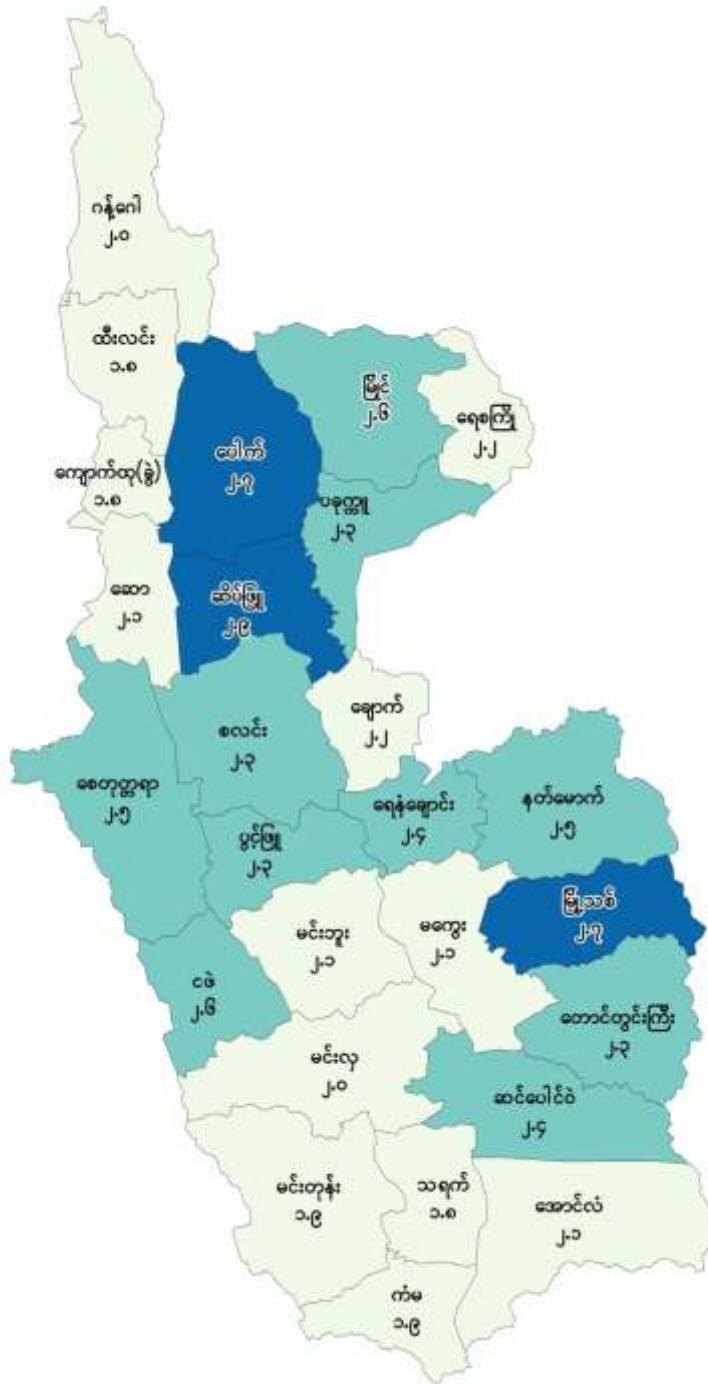 ဂန့်ဂေါ
၂.၀
ထီးလင်း
၁.၈
မြိုင်
၂.၆
ရေစကြို
၂.၂
ပေါက်
၂.၇
ကျောက်ထု(ခွဲ)
၁.၈
ပခုက္ကူ
၂.၃
ဆော
၂.၁
ဆိပ်ဖြူ
၂.၉
ချောက်
၂.၂
စလင်း
၂.၃
စေတုတ္တရာ
၂.၅
ရေနံချောင်း
၂.၄
နတ်မောက်
၂.၅
ပွင့်ဖြူ
၂.၃
မြို့သစ်
၂.၇
မင်းဘူး
၂.၁
မကွေး
၂.၁
ငဖဲ
၂.၆
တောင်တွင်းကြီး
၂.၃
မင်းလှ
၂.၀
ဆင်ပေါင်ဝဲ
၂.၄
မင်းတုန်း
၁.၉
သရက်
၁.၈
အောင်လံ
၂.၁
ကံမ
၁.၉